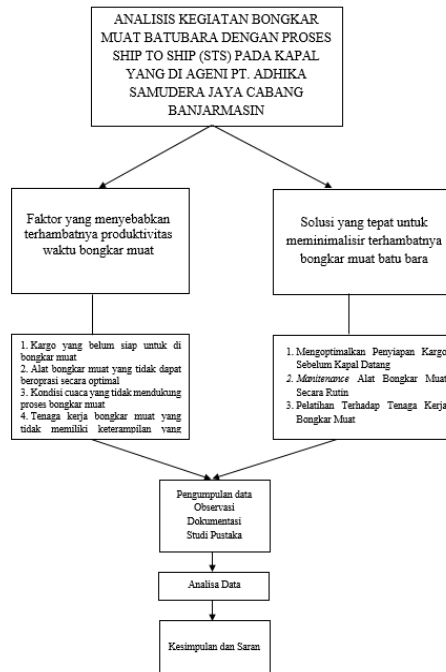 ANALISIS KEGIATAN BONGKAR
MUAT BATUBARA DENGAN PROSES
SHIP TO SHIP (STS) PADA KAPAL
YANG DI AGENI PT. ADHIKA
SAMUDERA JAYA CABANG
BANJARMASIN
Faktor yang menyebabkan
terhambatnya produktivitas
waktu bongkar muat
Solusi yang tepat untuk
meminimalisir terhambatnya
bongkar muat batu bara
1. Kargo yang belum siap untuk di
bongkar muat
2. Alat bongkar muat yang tidak dapat
beroprasi secara optimal
3. Kondisi cuaca yang tidak mendukung
proses bongkar muat
4. Tenaga kerja bongkar muat yang
tidak memiliki keterampilan yang
1. Mengoptimalkan Penyiapan Kargo
Sebelum Kapal Datang
2. Manitenance Alat Bongkar Muat
Secara Rutin
3. Pelatihan Terhadap Tenaga Kerja
Bongkar Muat
Pengumpulan data
Observasi
Dokumentasi
Studi Pustaka
Analisa Data
Kesimpulan dan Saran